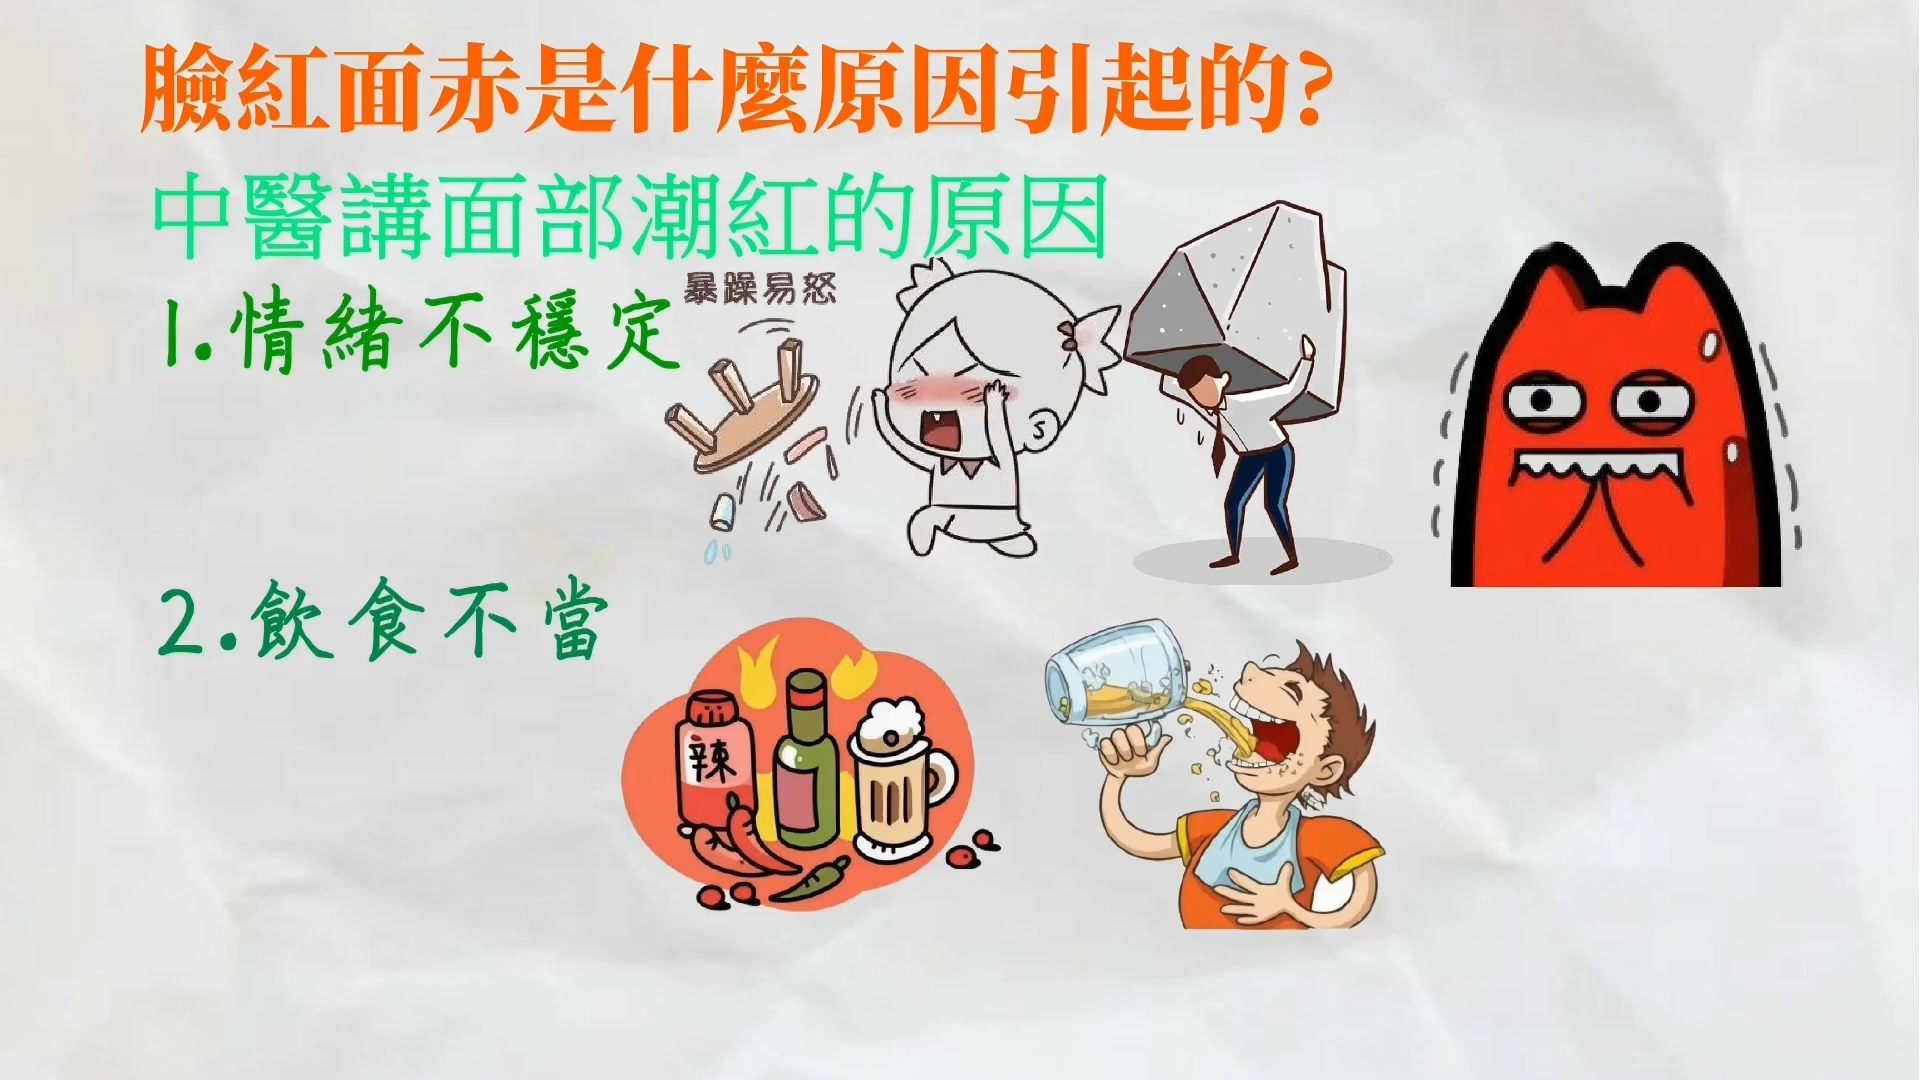 臉紅面赤是什麼原因引起的?
中醫講面部潮紅的原因
1.情緒不穩定
暴躁易怒
2.飲食不當
辣